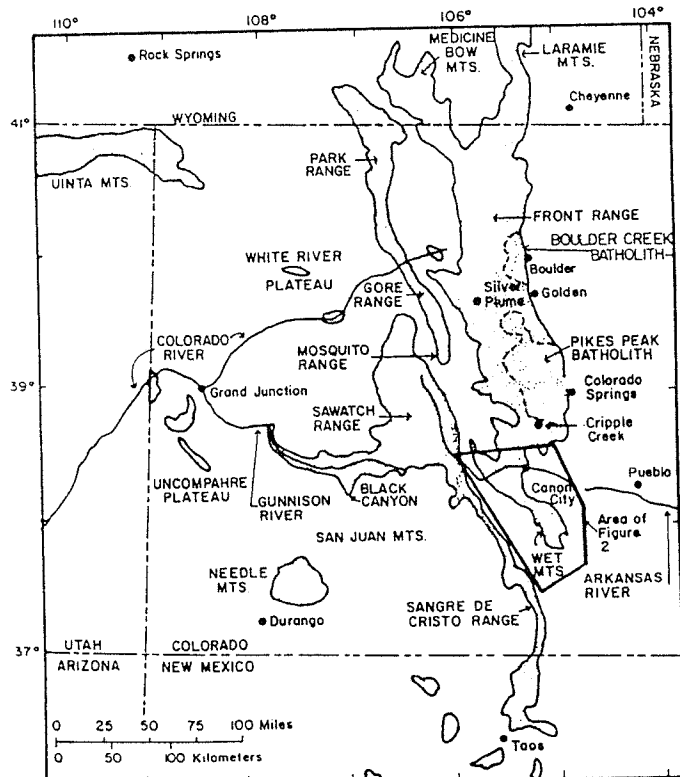 110°
108°
106°
104°
Rock Springs
MEDICINE
BOW
MTS.
LARAMIE
MTS.
NEBRASKA
Cheyenne
41°
WYOMING
UINTA MTS.
PARK
RANGE
FRONT RANGE
BOULDER CREEK
BATHOLITH
WHITE RIVER
PLATEAU
Boulder
GORE
RANGE
Silver
Plume
Golden
COLORADO
RIVER
MOSQUITO
RANGE
PIKES PEAK
BATHOLITH
39°
Grand Junction
Colorado
Springs
SAWATCH
RANGE
Cripple
Creek
UNCOMPAHRE
PLATEAU
GUNNISON
RIVER
BLACK
CANYON
Canon
City
Pueblo
Area of
Figure
2
SAN JUAN MTS.
WET
MTS.
NEEDLE
MTS.
ARKANSAS
RIVER
SANGRE DE
CRISTO RANGE
Durango
37°
UTAH
COLORADO
ARIZONA
NEW MEXICO
0 25 50 75 100 Miles
0 50 100
Kilometers
Taos